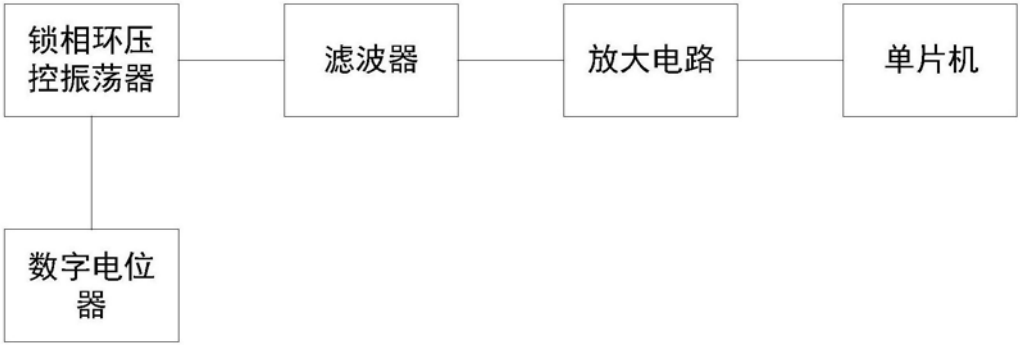 锁相环压
控振荡器
滤波器
放大电路
单片机
数字电位
器